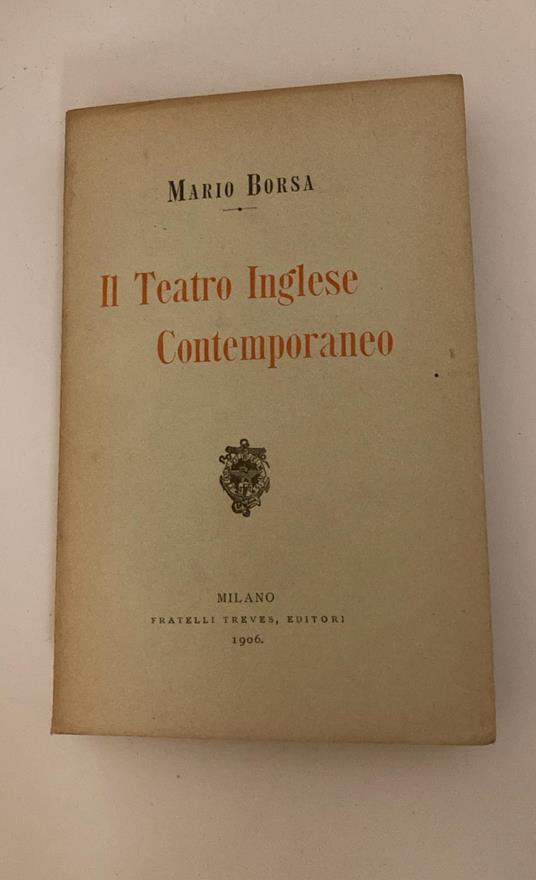 MARIO BORSA
Il Teatro Inglese
Contemporaneo
MILANO
FRATELLI TREVES, EDITORI
1906.